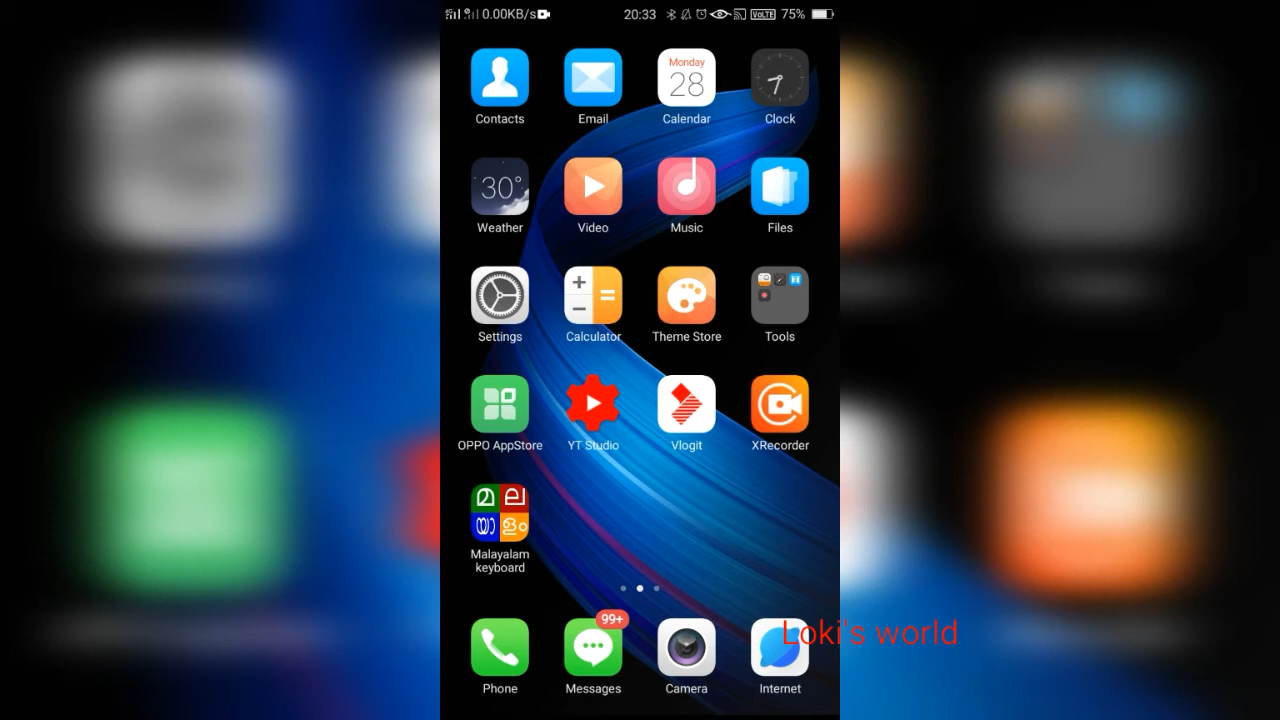 0.00KB/s 20:33 VoLTE 75%
Monday
28
Contacts Email Calendar Clock
30°
Weather Video Music Files
Settings Calculator Theme Store Tools
OPPO AppStore YT Studio Vlogit XRecorder
മ ല
യാ ളം
Malayalam
keyboard
99+
Loki's world
Phone Messages Camera Internet